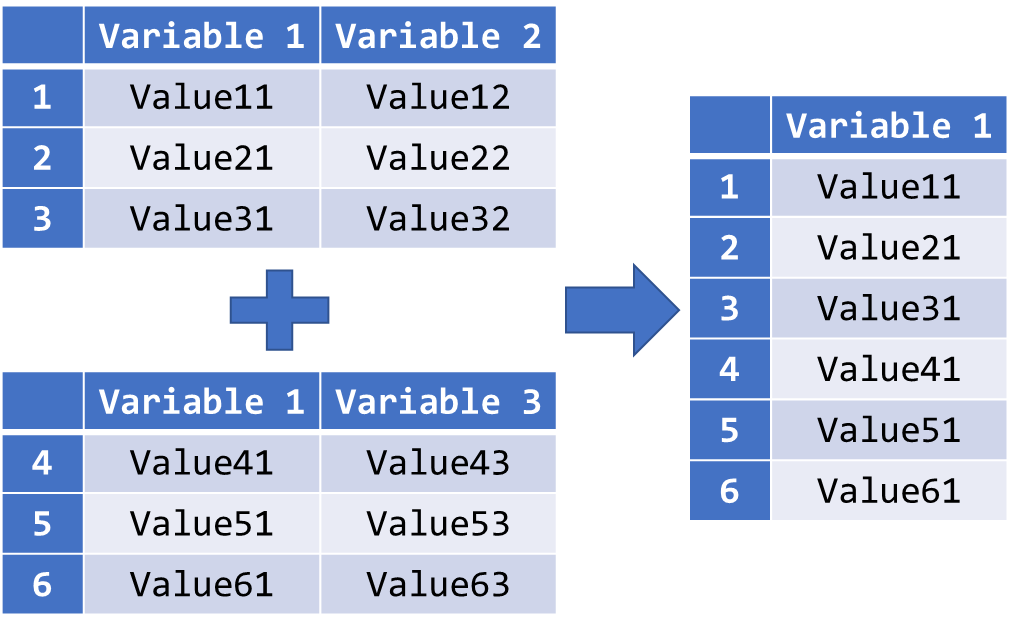 Variable 1 Variable 2
1 Value11 Value12
2 Value21 Value22
3 Value31 Value32
Variable 1 Variable 3
4 Value41 Value43
5 Value51 Value53
6 Value61 Value63
Variable 1
1 Value11
2 Value21
3 Value31
4 Value41
5 Value51
6 Value61